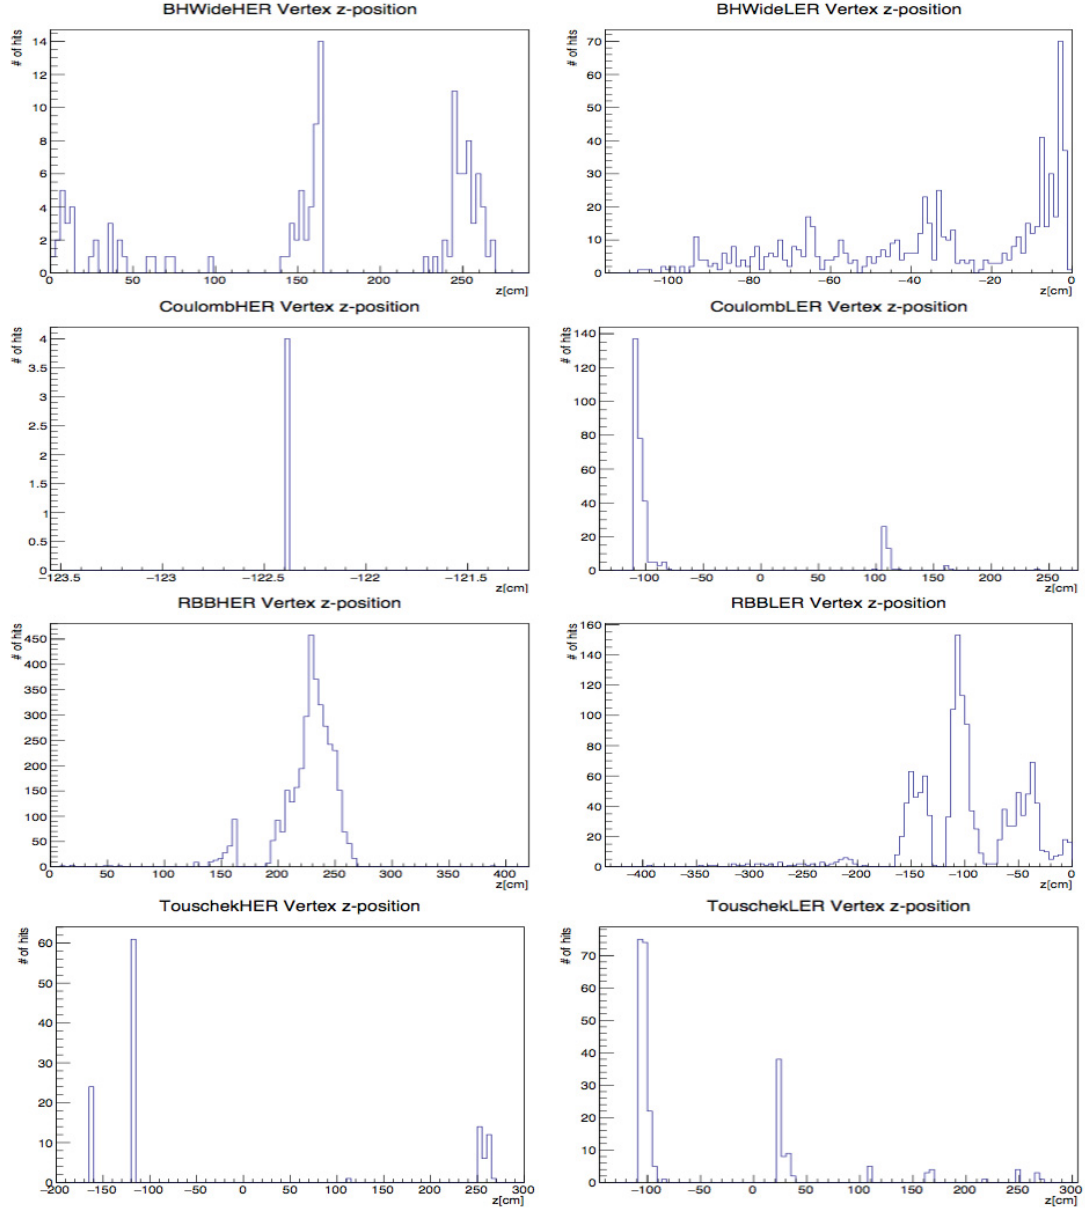 BHWideHER Vertex z-position
# of hits
14
12
10
8
6
4
2
0
0 50 100 150 200 250
z[cm]
BHWideLER Vertex z-position
# of hits
70
60
50
40
30
20
10
0
−100 −80 −60 −40 −20 0
z[cm]
CoulombHER Vertex z-position
# of hits
4
3.5
3
2.5
2
1.5
1
0.5
0
−123.5 −123 −122.5 −122 −121.5
z[cm]
CoulombLER Vertex z-position
# of hits
140
120
100
80
60
40
20
0
−100 −50 0 50 100 150 200 250
z[cm]
RBBHER Vertex z-position
# of hits
450
400
350
300
250
200
150
100
50
0
0 50 100 150 200 250 300 350 400
z[cm]
RBBLER Vertex z-position
# of hits
160
140
120
100
80
60
40
20
0
−400 −350 −300 −250 −200 −150 −100 −50 0
z[cm]
TouschekHER Vertex z-position
# of hits
60
50
40
30
20
10
0
−200 −150 −100 −50 0 50 100 150 200 250 300
z[cm]
TouschekLER Vertex z-position
# of hits
70
60
50
40
30
20
10
0
−100 −50 0 50 100 150 200 250 300
z[cm]